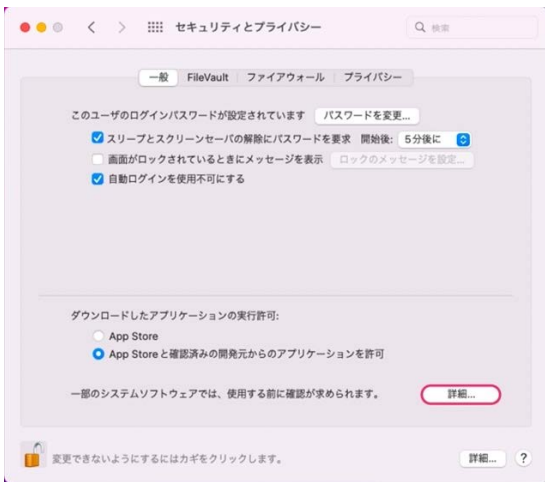 セキュリティとプライバシー
検索
一般 FileVault ファイアウォール プライバシー
このユーザのログインパスワードが設定されています パスワードを変更...
スリープとスクリーンセーバの解除にパスワードを要求 開始後: 5分後に
画面がロックされているときにメッセージを表示 ロックのメッセージを設定...
自動ログインを使用不可にする
ダウンロードしたアプリケーションの実行許可:
App Store
App Storeと確認済みの開発元からのアプリケーションを許可
一部のシステムソフトウェアでは、使用する前に確認が求められます。 詳細...
変更できないようにするにはカギをクリックします。 詳細... ?